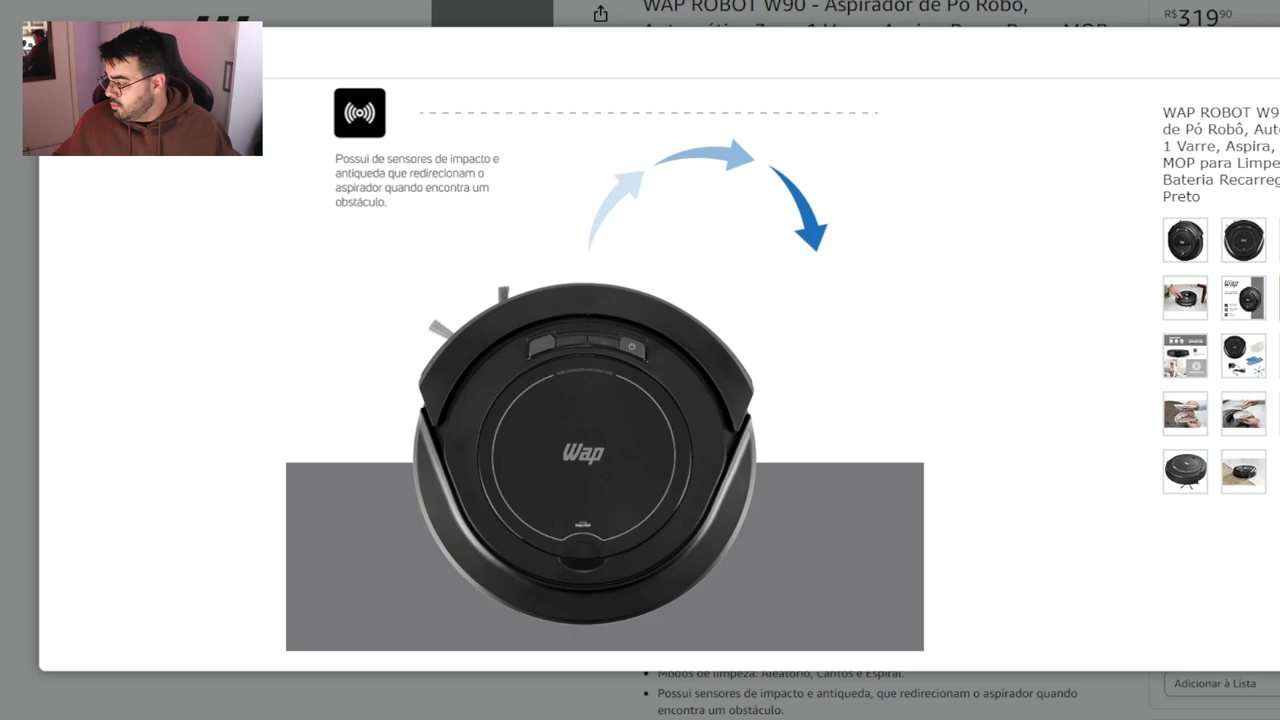 WAP ROBOT W90 - Aspirador de Pó Robô,
R$ 319 90
Possui de sensores de impacto e
antiqueda que redirecionam o
aspirador quando encontra um
obstáculo.
Wap
WAP ROBOT W9
de Pó Robô, Auto
1 Varre, Aspira,
MOP para Limpe
Bateria Recarreg
Preto
Wap
Modos de limpeza: Aleatório, Cantos e Espiral.
Possui sensores de impacto e antiqueda, que redirecionam o aspirador quando
encontra um obstáculo.
Adicionar à Lista